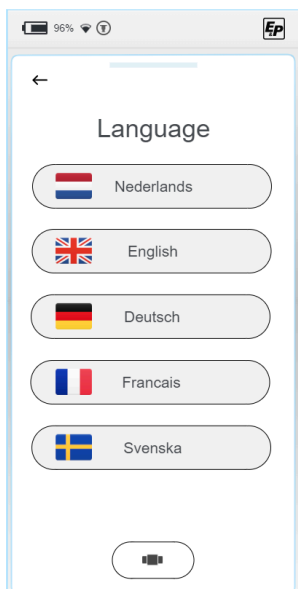 96%
EP
Language
Nederlands
English
Deutsch
Francais
Svenska